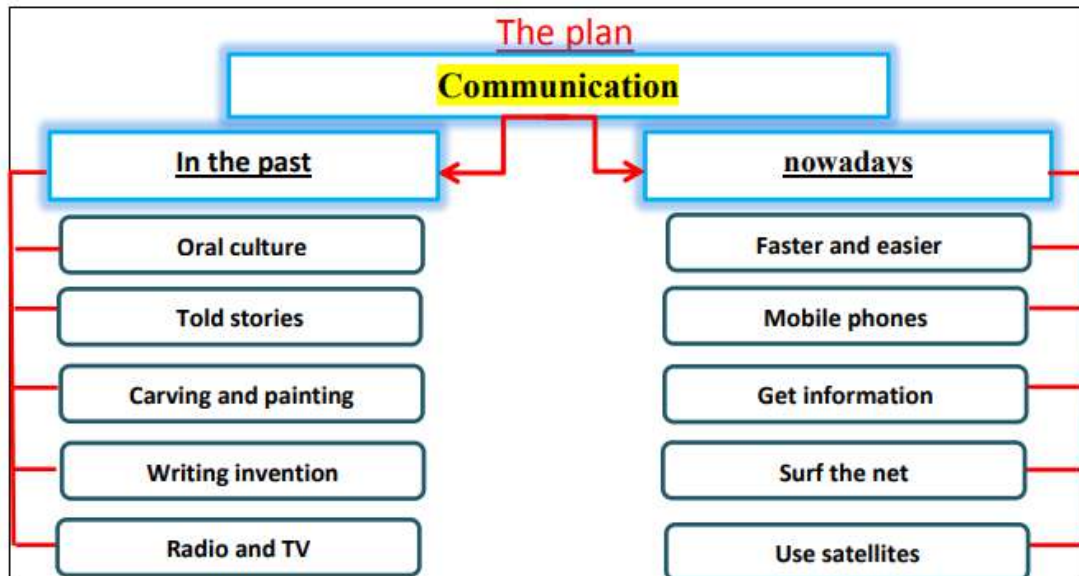 The plan
Communication
In the past
nowadays
Oral culture
Faster and easier
Told stories
Mobile phones
Carving and painting
Get information
Writing invention
Surf the net
Radio and TV
Use satellites